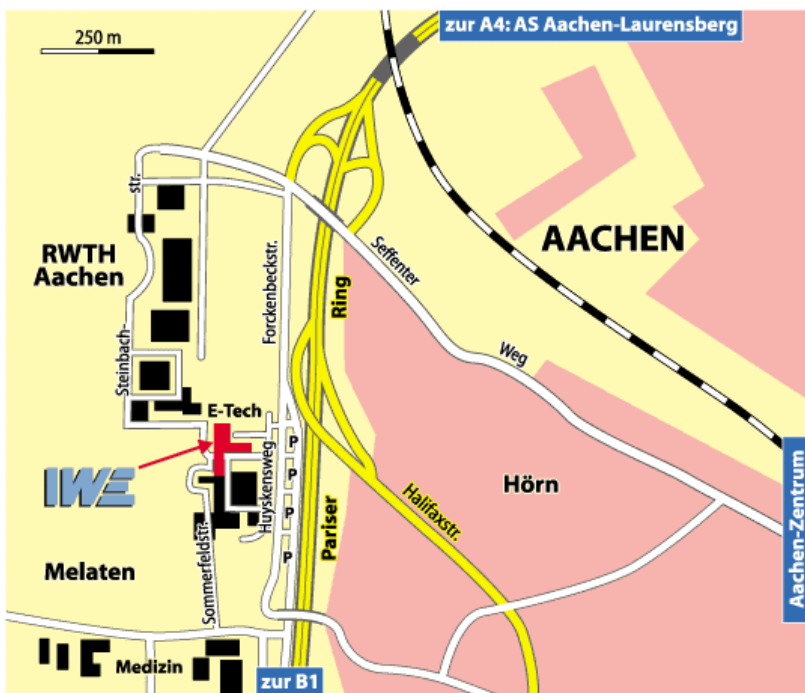 zur A4: AS Aachen-Laurensberg
250 m
str.
RWTH
Aachen
AACHEN
Seffenter
Weg
Forckenbeckstr.
Ring
Steinbach-
E-Tech
IWE
Huyskensweg
P
P
P
P
Hörn
Halifaxstr.
Pariser
Sommerfeldstr.
Melaten
Medizin
zur B1
Aachen-Zentrum